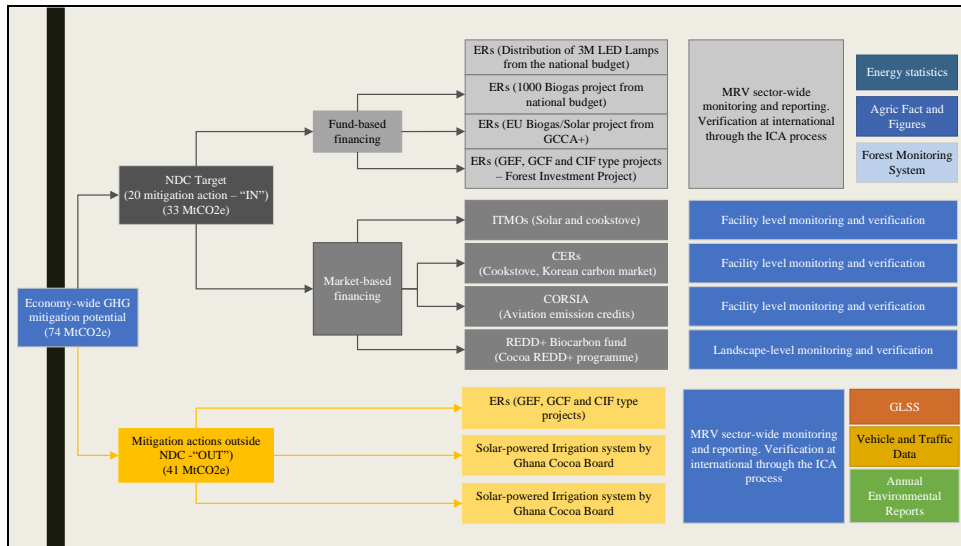 Economy-wide GHG
mitigation potential
(74 MtCO2e)
NDC Target
(20 mitigation action – “IN”)
(33 MtCO2e)
Fund-based
financing
ERs (Distribution of 3M LED Lamps
from the national budget)
ERs (1000 Biogas project from
national budget)
ERs (EU Biogas/Solar project from
GCCA+)
ERs (GEF, GCF and CIF type projects
– Forest Investment Project)
MRV sector-wide
monitoring and reporting.
Verification at international
through the ICA process
Energy statistics
Agric Fact and
Figures
Forest Monitoring
System
Market-based
financing
ITMOs (Solar and cookstove)
Facility level monitoring and verification
CERs
(Cookstove, Korean carbon market)
Facility level monitoring and verification
CORSIA
(Aviation emission credits)
Facility level monitoring and verification
REDD+ Biocarbon fund
(Cocoa REDD+ programme)
Landscape-level monitoring and verification
Mitigation actions outside
NDC -“OUT”)
(41 MtCO2e)
ERs (GEF, GCF and CIF type
projects)
Solar-powered Irrigation system by
Ghana Cocoa Board
Solar-powered Irrigation system by
Ghana Cocoa Board
MRV sector-wide monitoring
and reporting. Verification at
international through the ICA
process
GLSS
Vehicle and Traffic
Data
Annual
Environmental
Reports